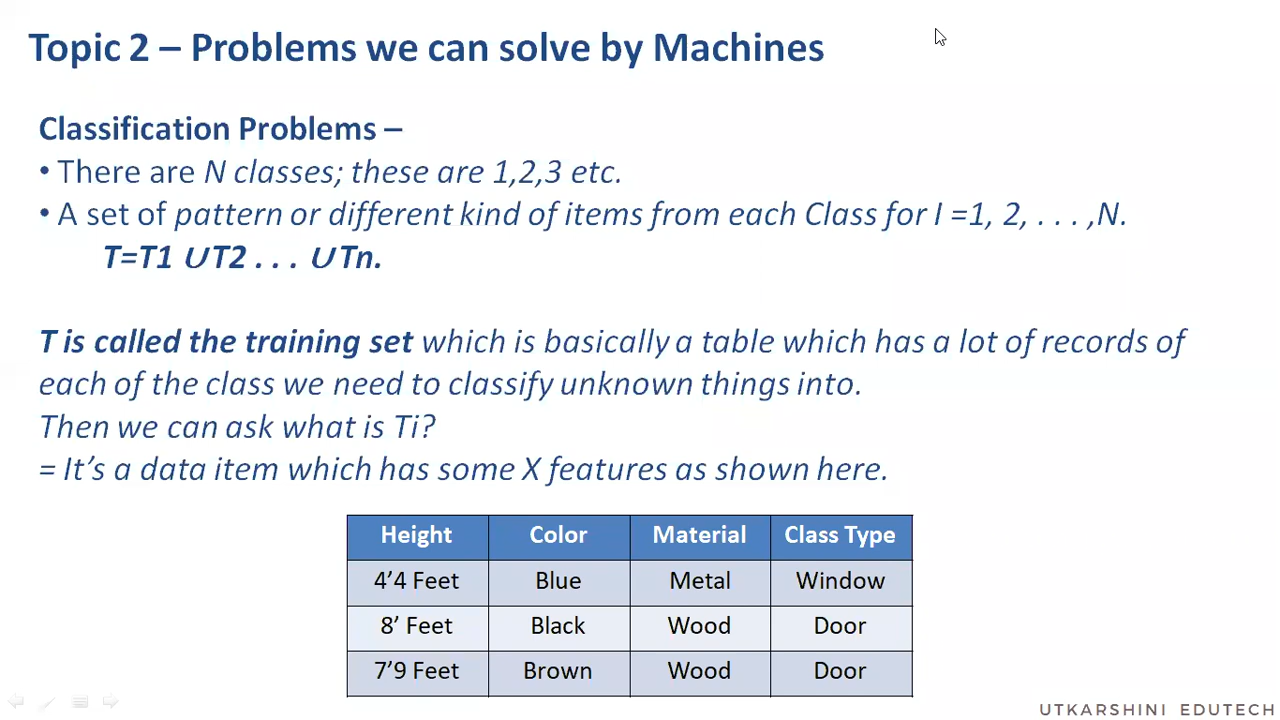 Topic 2 – Problems we can solve by Machines
Classification Problems –
• There are N classes; these are 1,2,3 etc.
• A set of pattern or different kind of items from each Class for I =1, 2, . . . ,N.
T=T1 ∪T2 . . . ∪Tn.
T is called the training set which is basically a table which has a lot of records of
each of the class we need to classify unknown things into.
Then we can ask what is Ti?
= It’s a data item which has some X features as shown here.
Height Color Material Class Type
4’4 Feet Blue Metal Window
8’ Feet Black Wood Door
7’9 Feet Brown Wood Door
UTKARSHINI EDUTECH